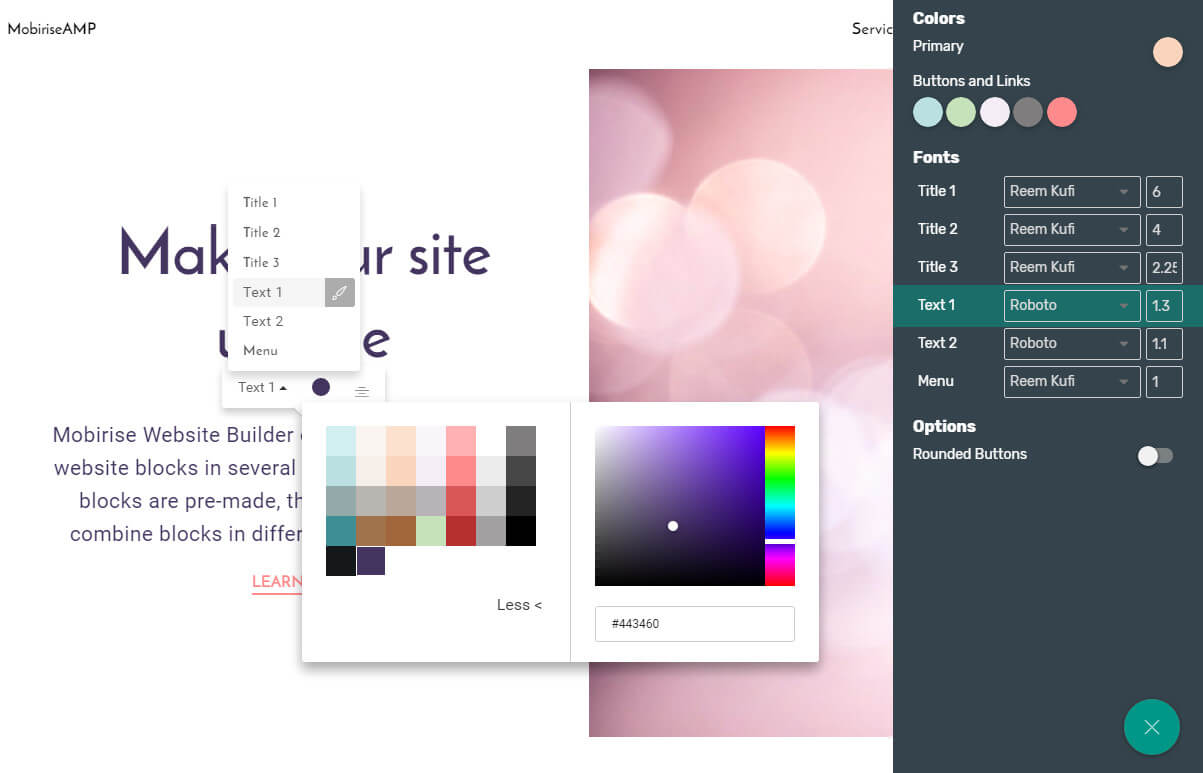 MobiriseAMP
Servic
Mak ur site
u e
Title 1
Title 2
Title 3
Text 1
Text 2
Menu
Text 1
Mobirise Website Builder
website blocks in several
blocks are pre-made, th
combine blocks in differ
LEARN
Less <
#443460
Colors
Primary
Buttons and Links
Fonts
Title 1 Reem Kufi 6
Title 2 Reem Kufi 4
Title 3 Reem Kufi 2.25
Text 1 Roboto 1.3
Text 2 Roboto 1.1
Menu Reem Kufi 1
Options
Rounded Buttons